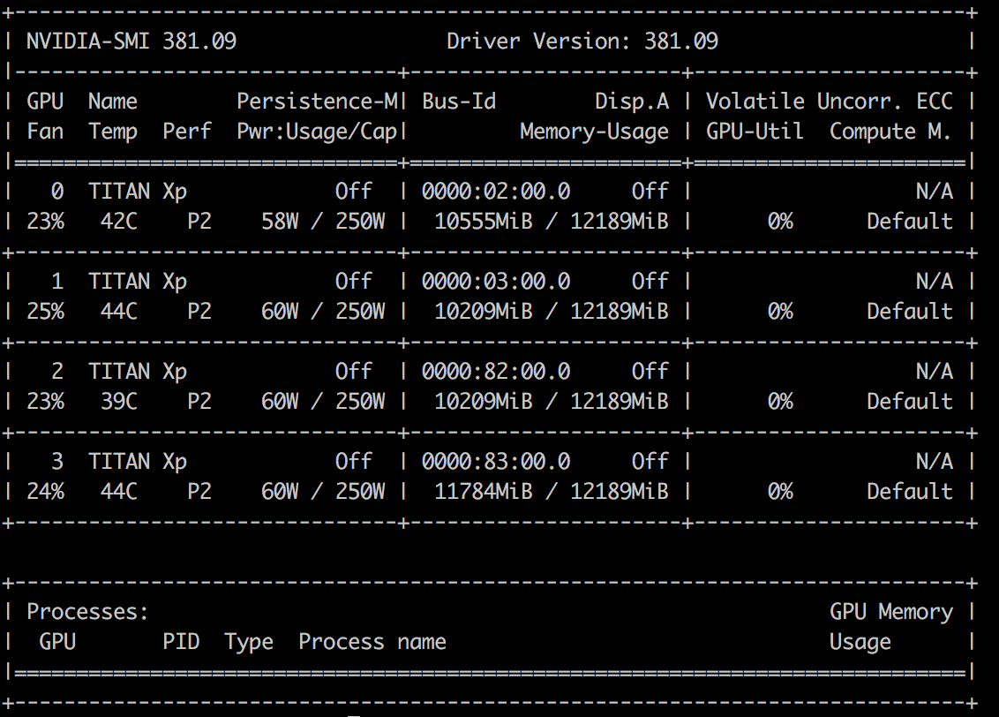 +-----------------------------------------------------------------------------+
| NVIDIA-SMI 381.09                 Driver Version: 381.09                    |
|-------------------------------+----------------------+----------------------+
| GPU  Name        Persistence-M| Bus-Id        Disp.A | Volatile Uncorr. ECC |
| Fan  Temp  Perf  Pwr:Usage/Cap|         Memory-Usage | GPU-Util  Compute M. |
|===============================+======================+======================|
|   0  TITAN Xp            Off  | 0000:02:00.0     Off |                  N/A |
| 23%   42C    P2    58W / 250W |  10555MiB / 12189MiB |      0%      Default |
+-------------------------------+----------------------+----------------------+
|   1  TITAN Xp            Off  | 0000:03:00.0     Off |                  N/A |
| 25%   44C    P2    60W / 250W |  10209MiB / 12189MiB |      0%      Default |
+-------------------------------+----------------------+----------------------+
|   2  TITAN Xp            Off  | 0000:82:00.0     Off |                  N/A |
| 23%   39C    P2    60W / 250W |  10209MiB / 12189MiB |      0%      Default |
+-------------------------------+----------------------+----------------------+
|   3  TITAN Xp            Off  | 0000:83:00.0     Off |                  N/A |
| 24%   44C    P2    60W / 250W |  11784MiB / 12189MiB |      0%      Default |
+-------------------------------+----------------------+----------------------+

+-----------------------------------------------------------------------------+
| Processes:                                                       GPU Memory |
|  GPU       PID  Type  Process name                               Usage      |
|=============================================================================|
+-----------------------------------------------------------------------------+